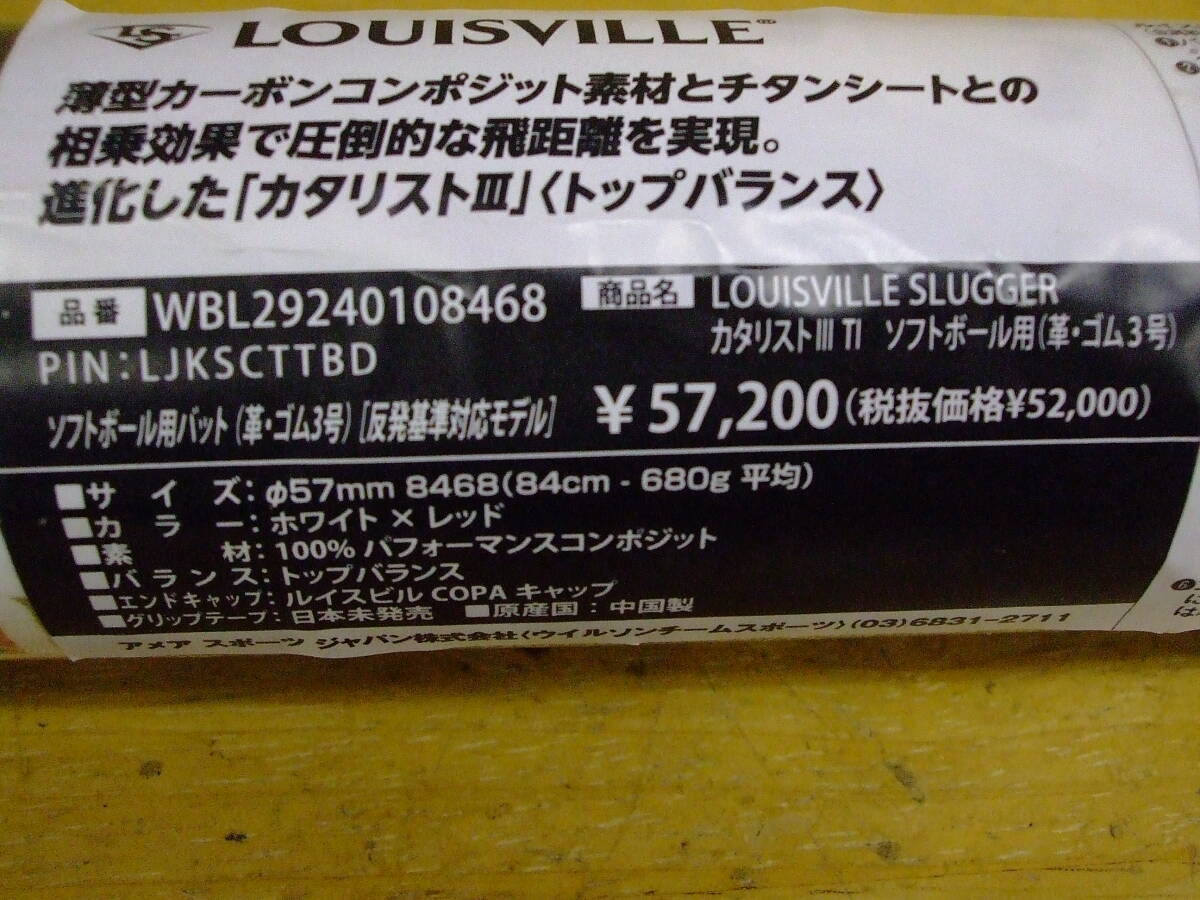 LS LOUISVILLE®
薄型カーボンコンポジット素材とチタンシートとの
相乗効果で圧倒的な飛距離を実現。
進化した「カタリストⅢ」〈トップバランス〉
品番 WBL29240108468
PIN:LJKSCTTBD
商品名 LOUISVILLE SLUGGER
カタリストⅢ TI ソフトボール用(革・ゴム3号)
ソフトボール用バット(革・ゴム3号)[反発基準対応モデル]
¥57,200(税抜価格¥52,000)
■サイズ:φ57mm 8468(84cm - 680g 平均)
■カラー:ホワイト×レッド
■素材:100% パフォーマンスコンポジット
■バランス:トップバランス
■エンドキャップ:ルイスビル COPA キャップ
■グリップテープ:日本未発売 ■原産国:中国製
アメア スポーツ ジャパン株式会社〈ウイルソンチームスポーツ〉(03)6831-2711